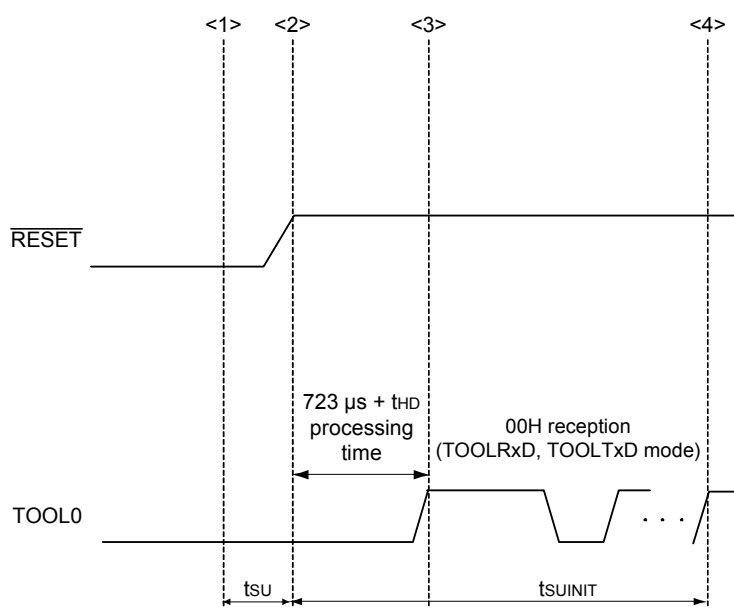 <1> <2> <3> <4>
RESET
723 µs + tHD
processing
time
00H reception
(TOOLRxD, TOOLTxD mode)
TOOL0
. . .
tSU
tSUINIT